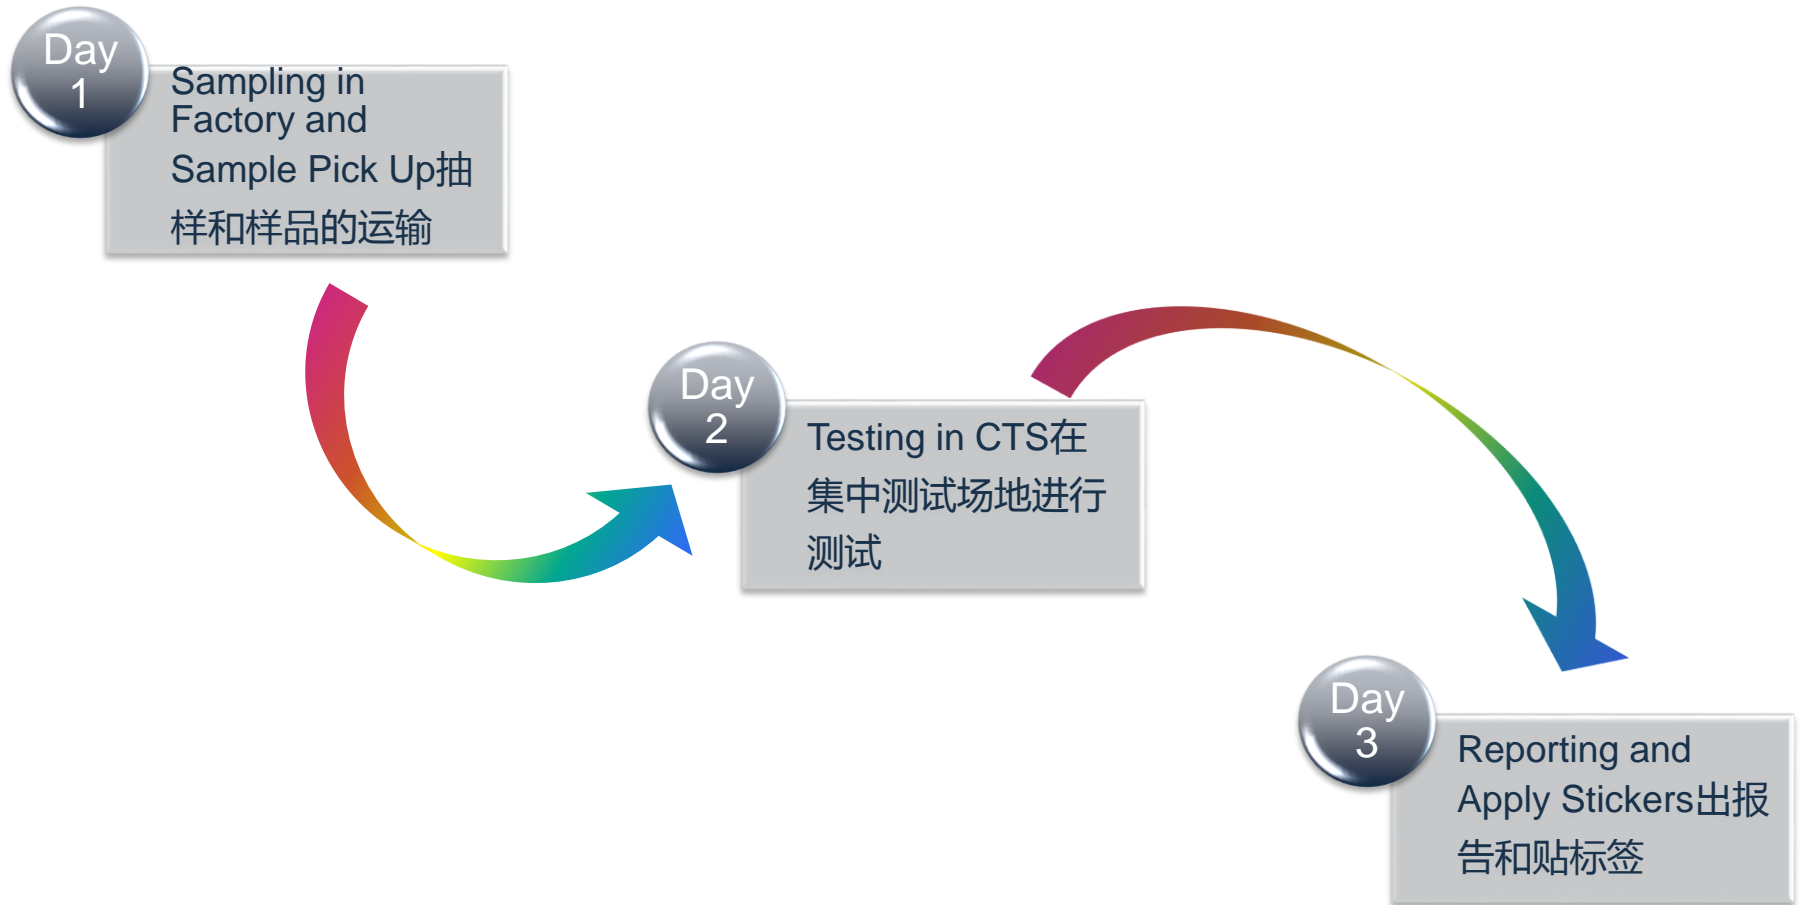 Day
1
Sampling in
Factory and
Sample Pick Up抽
样和样品的运输
Day
2
Testing in CTS在
集中测试场地进行
测试
Day
3
Reporting and
Apply Stickers出报
告和贴标签